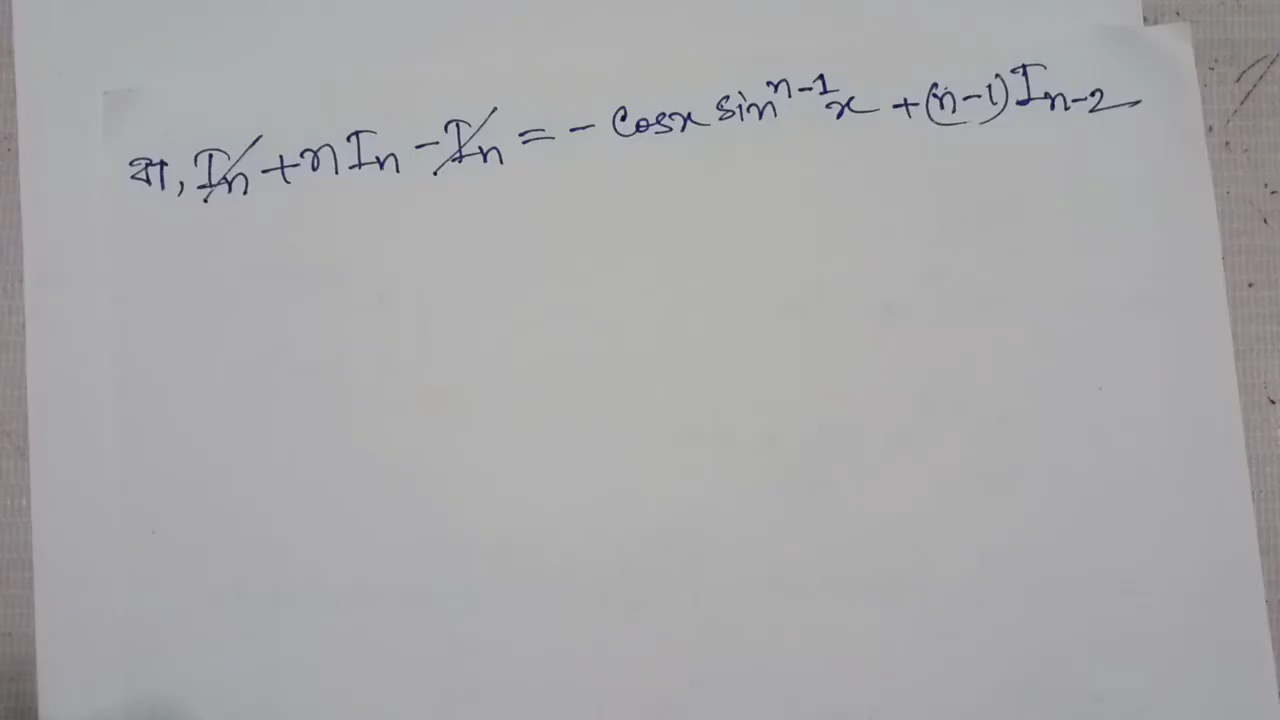 বা, Iₙ + nIₙ - Iₙ = - cosx sinⁿ⁻¹x + (n-1) Iₙ₋₂